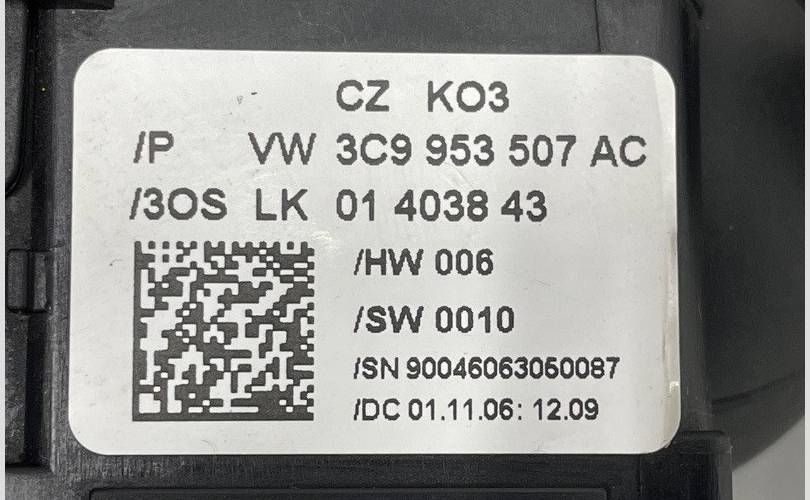 CZ KO3
/P VW 3C9 953 507 AC
/3OS LK 01 4038 43
/HW 006
/SW 0010
/SN 90046063050087
/DC 01.11.06: 12.09